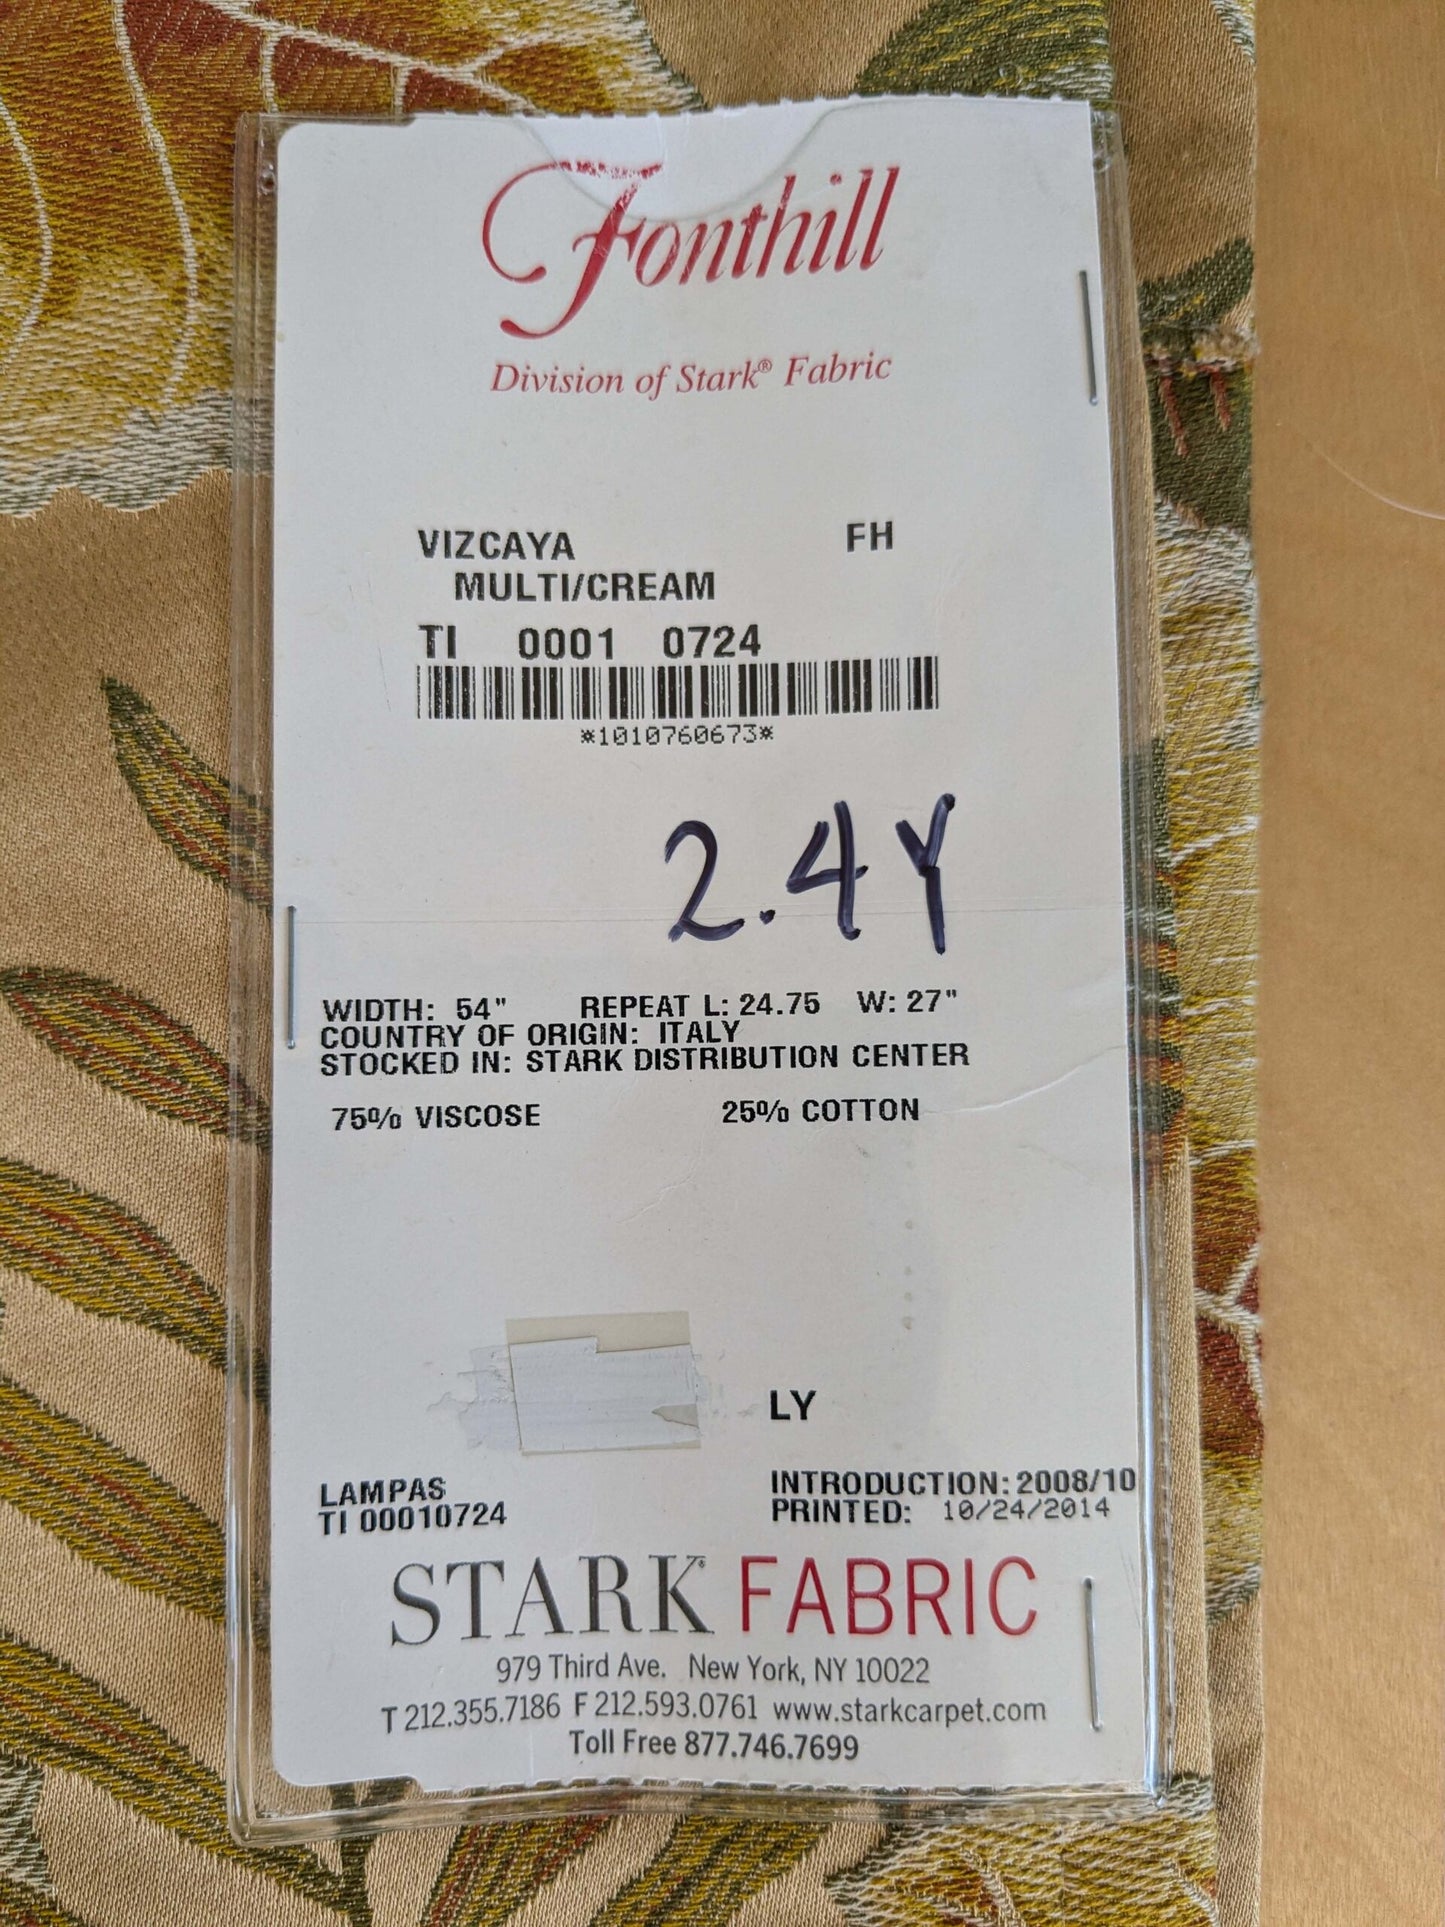 Fonthill
Division of Stark® Fabric
VIZCAYA FH
MULTI/CREAM
TI 0001 0724
*1010760673*
2.4Y
WIDTH: 54" REPEAT L: 24.75 W: 27"
COUNTRY OF ORIGIN: ITALY
STOCKED IN: STARK DISTRIBUTION CENTER
75% VISCOSE 25% COTTON
LY
LAMPAS INTRODUCTION: 2008/10
TI 00010724 PRINTED: 10/24/2014
STARK® FABRIC
979 Third Ave. New York, NY 10022
T 212.355.7186 F 212.593.0761 www.starkcarpet.com
Toll Free 877.746.7699